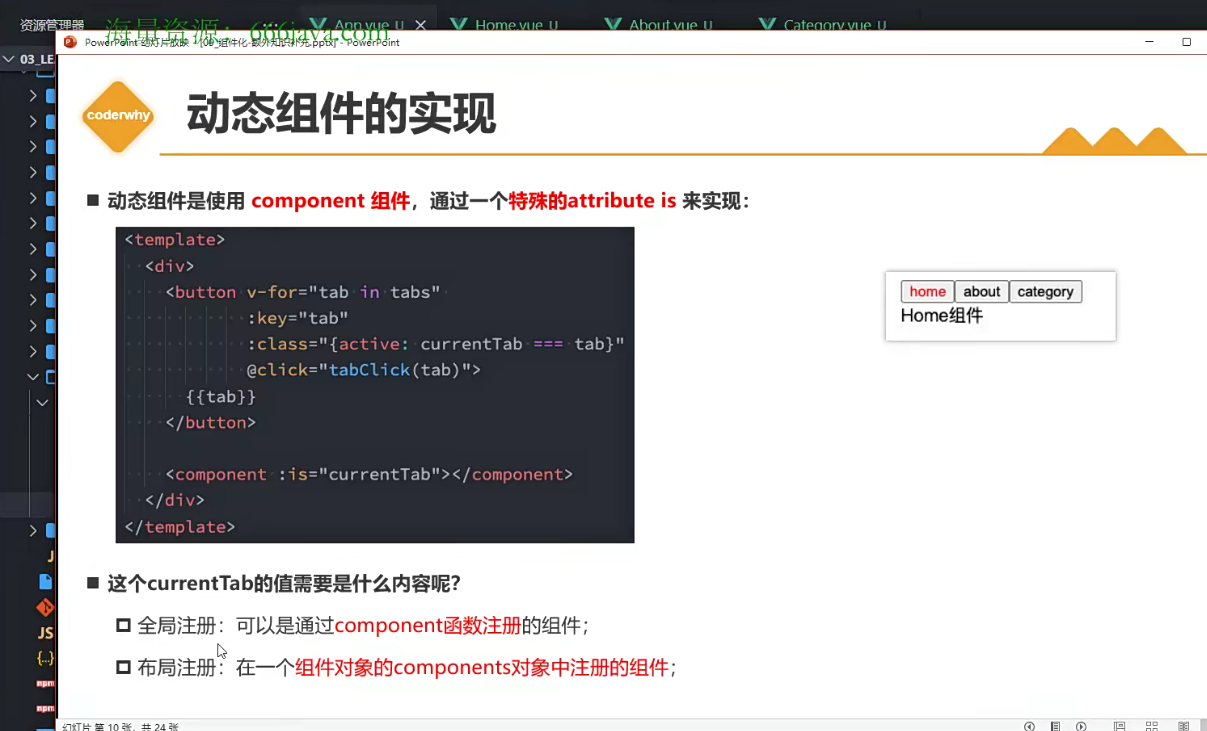 资源管理器
海量资源：666java.com
App.vue U
Home.vue U
About.vue U
Category.vue U
PowerPoint 幻灯片放映 - [09_组件化-额外知识补充.pptx] - PowerPoint
03_LE
coderwhy
动态组件的实现
动态组件是使用 component 组件，通过一个特殊的attribute is 来实现：
<template>
<div>
<button v-for="tab in tabs"
:key="tab"
:class="{active: currentTab === tab}"
@click="tabClick(tab)">
{{tab}}
</button>
<component :is="currentTab"></component>
</div>
</template>
home about category
Home组件
这个currentTab的值需要是什么内容呢？
全局注册：可以是通过component函数注册的组件；
布局注册：在一个组件对象的components对象中注册的组件；
JS
{..}
npm
npm
幻灯片 第 10 张，共 24 张